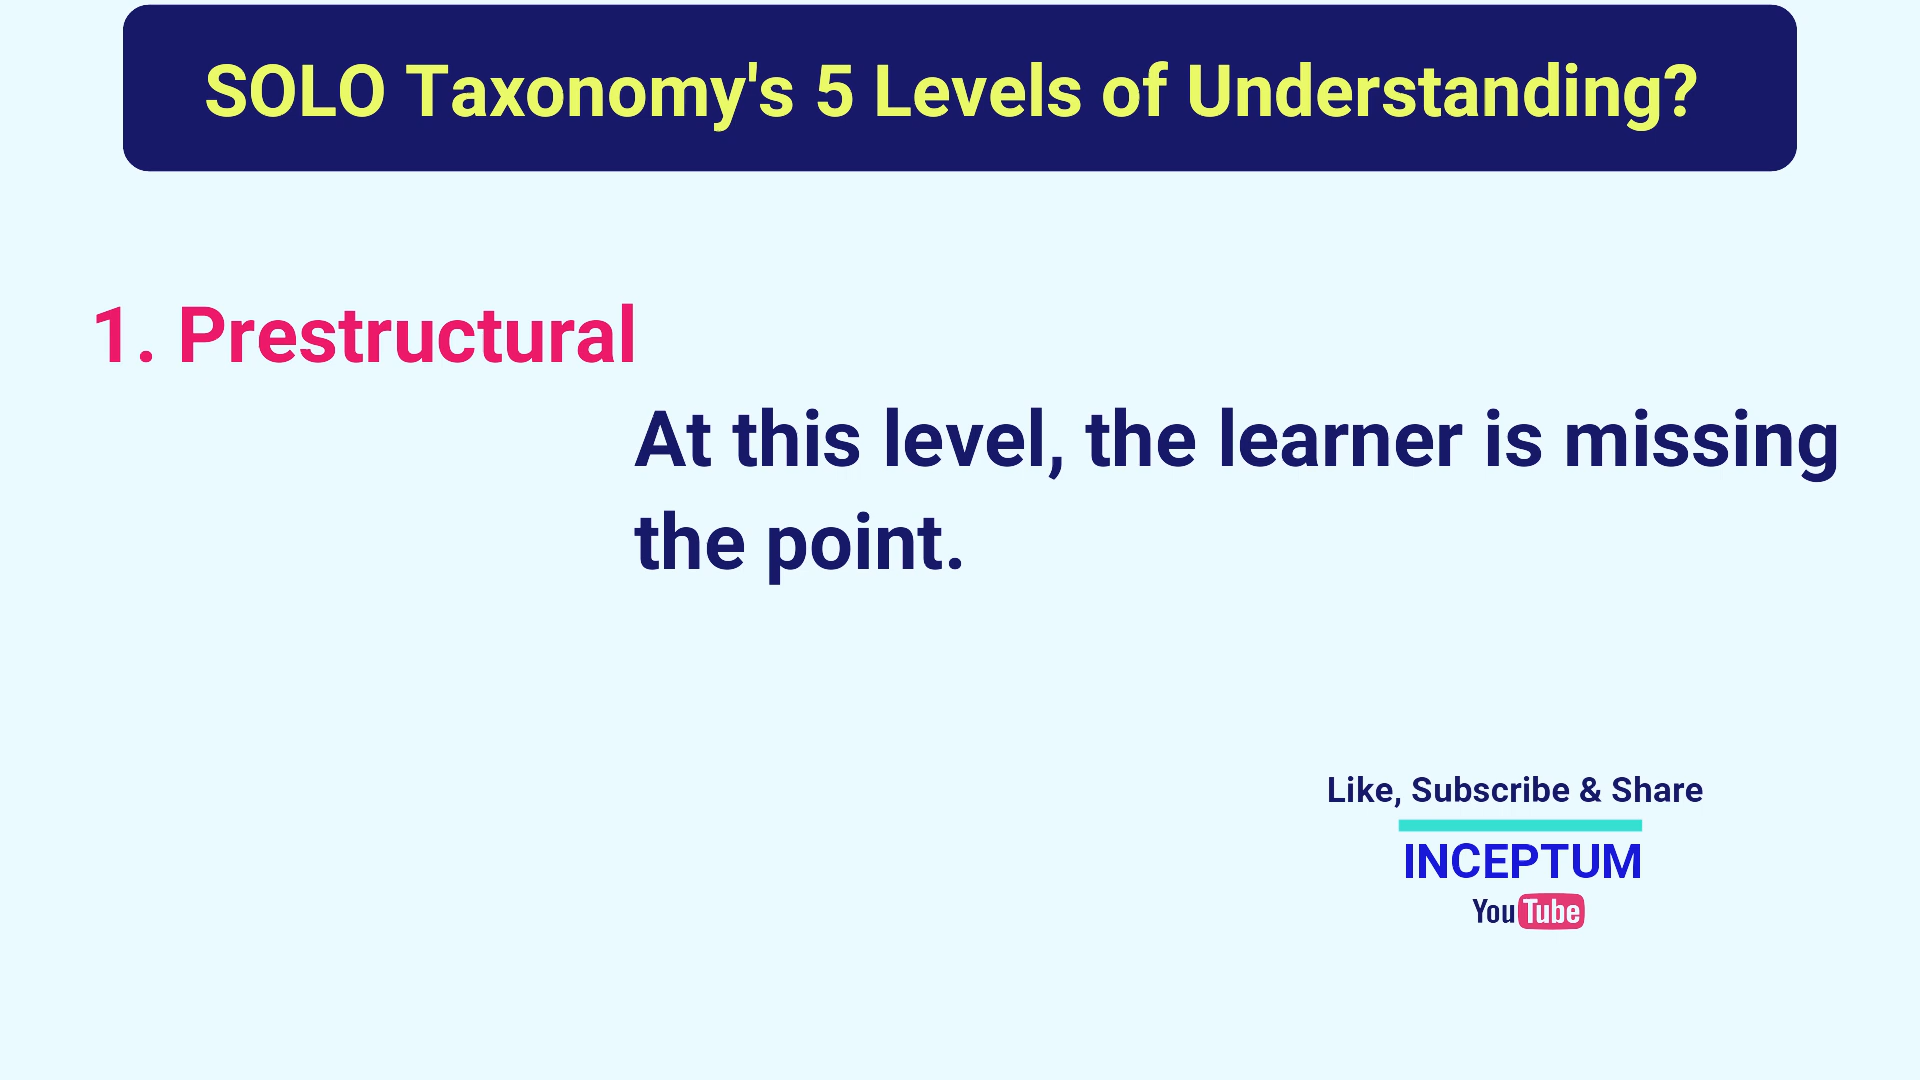 SOLO Taxonomy's 5 Levels of Understanding?
1. Prestructural
At this level, the learner is missing
the point.
Like, Subscribe & Share
INCEPTUM
YouTube